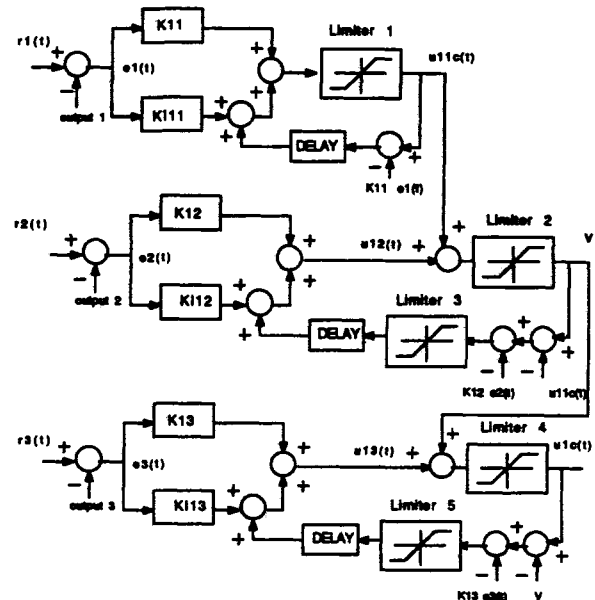 K11
Limiter 1
r1(t)
+
+
u11c(t)
e1(t)
+
−
output 1
KI11
+
+
+
DELAY
−
K11 e1(t)
K12
Limiter 2
r2(t)
+
+
u12(t)
+
+
V
e2(t)
+
−
output 2
KI12
+
Limiter 3
+
DELAY
+
+
−
−
K12 e2(t)
u11c(t)
K13
Limiter 4
r3(t)
+
+
u13(t)
+
+
u1c(t)
e3(t)
+
−
output 3
KI13
+
Limiter 5
+
DELAY
+
+
−
−
K13 e3(t)
V